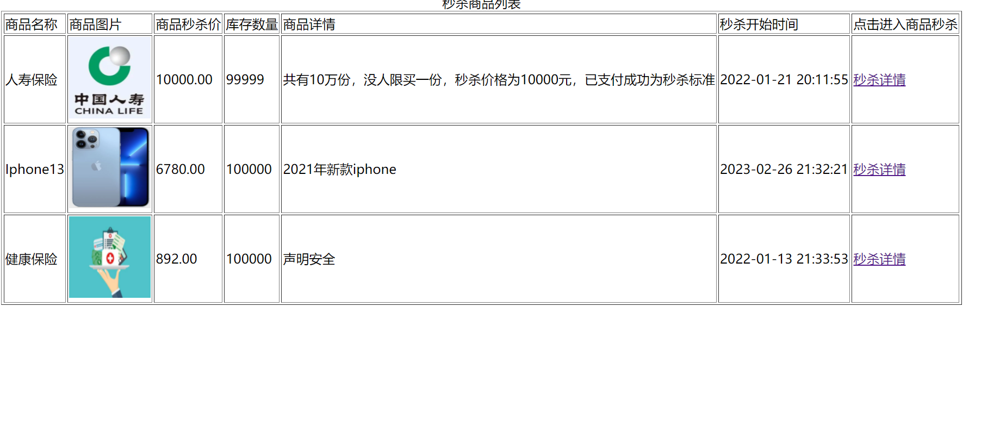 秒杀商品列表
商品名称 商品图片 商品秒杀价 库存数量 商品详情 秒杀开始时间 点击进入商品秒杀
人寿保险 中国人寿 CHINA LIFE 10000.00 99999 共有10万份，没人限买一份，秒杀价格为10000元，已支付成功为秒杀标准 2022-01-21 20:11:55 秒杀详情
Iphone13 6780.00 100000 2021年新款iphone 2023-02-26 21:32:21 秒杀详情
健康保险 892.00 100000 声明安全 2022-01-13 21:33:53 秒杀详情